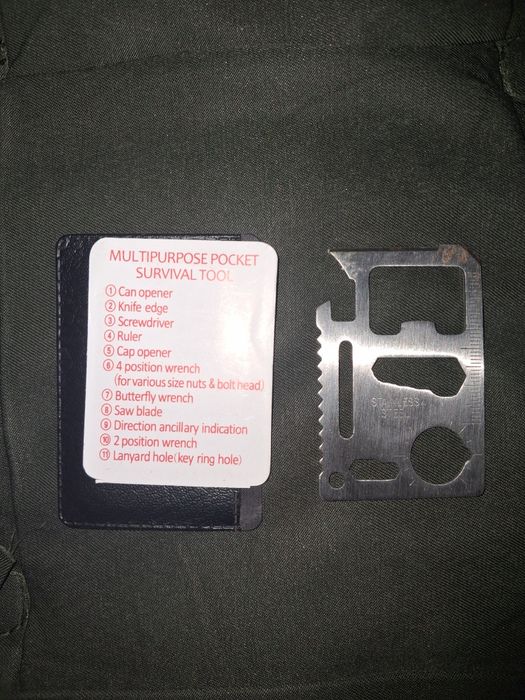 MULTIPURPOSE POCKET
SURVIVAL TOOL
① Can opener
② Knife edge
③ Screwdriver
④ Ruler
⑤ Cap opener
⑥ 4 position wrench
(for various size nuts & bolt head)
⑦ Butterfly wrench
⑧ Saw blade
⑨ Direction ancillary indication
⑩ 2 position wrench
⑪ Lanyard hole(key ring hole)
STAINLESS
STEEL